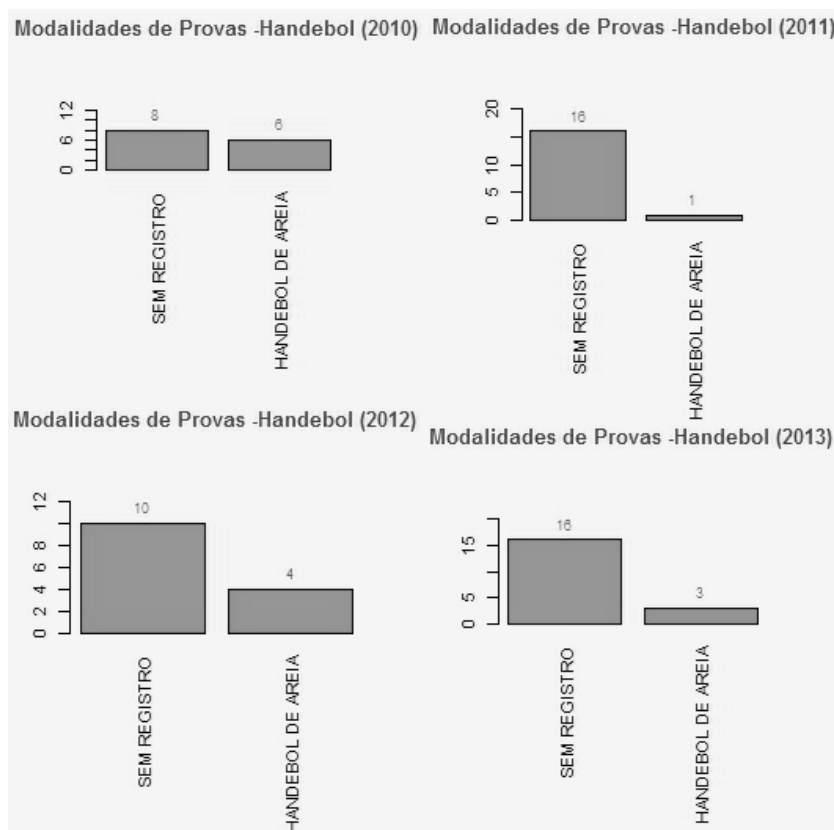 Modalidades de Provas -Handebol (2010)
12
6
0
8
6
SEM REGISTRO
HANDEBOL DE AREIA
Modalidades de Provas -Handebol (2011)
20
10
5
0
16
1
SEM REGISTRO
HANDEBOL DE AREIA
Modalidades de Provas -Handebol (2012)
12
8
6
4
2
0
10
4
SEM REGISTRO
HANDEBOL DE AREIA
Modalidades de Provas -Handebol (2013)
15
5
0
16
3
SEM REGISTRO
HANDEBOL DE AREIA